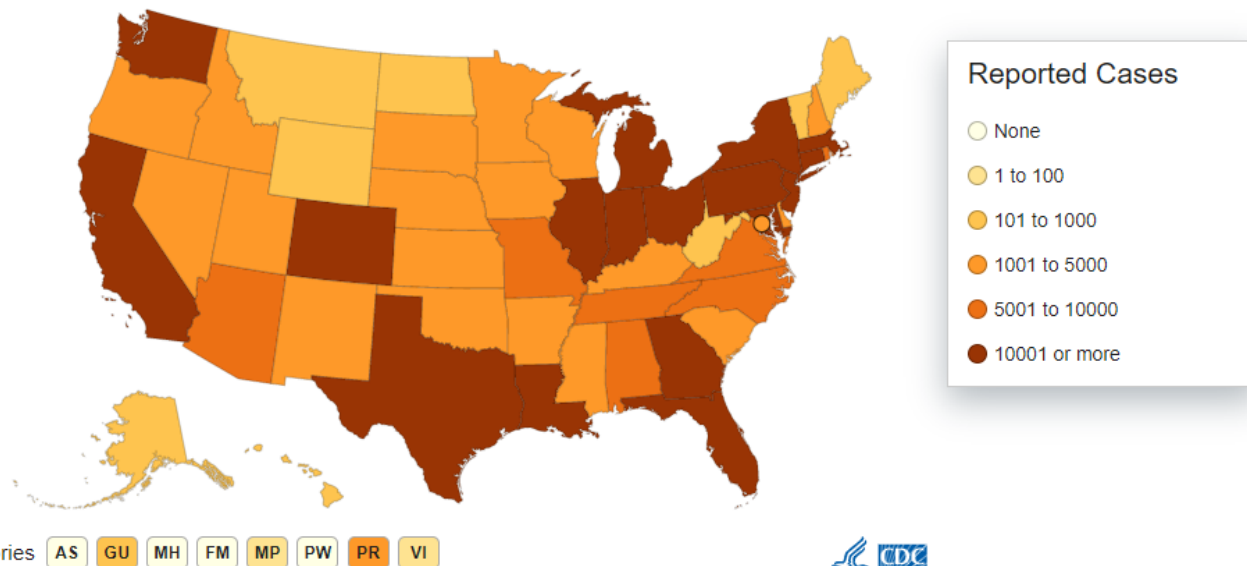 Reported Cases
None
1 to 100
101 to 1000
1001 to 5000
5001 to 10000
10001 or more
ries AS GU MH FM MP PW PR VI
CDC